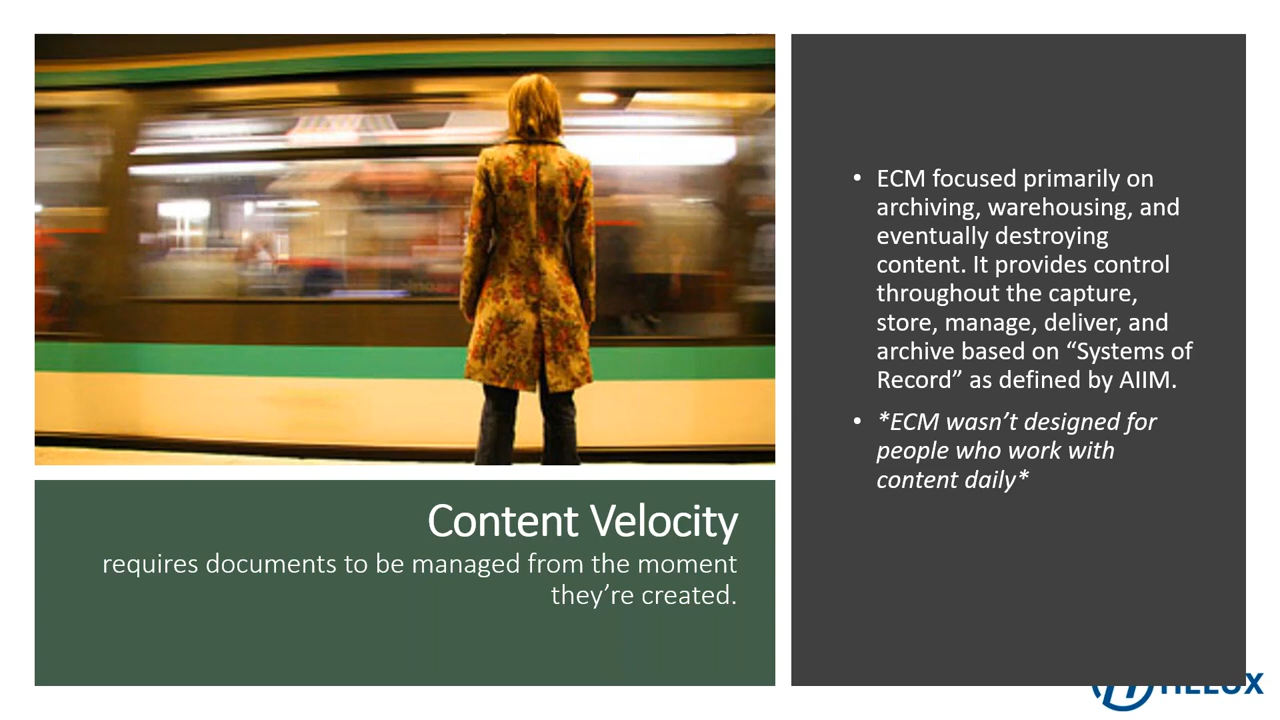 Content Velocity
requires documents to be managed from the moment
they’re created.
• ECM focused primarily on
archiving, warehousing, and
eventually destroying
content. It provides control
throughout the capture,
store, manage, deliver, and
archive based on “Systems of
Record” as defined by AIIM.
• *ECM wasn’t designed for
people who work with
content daily*